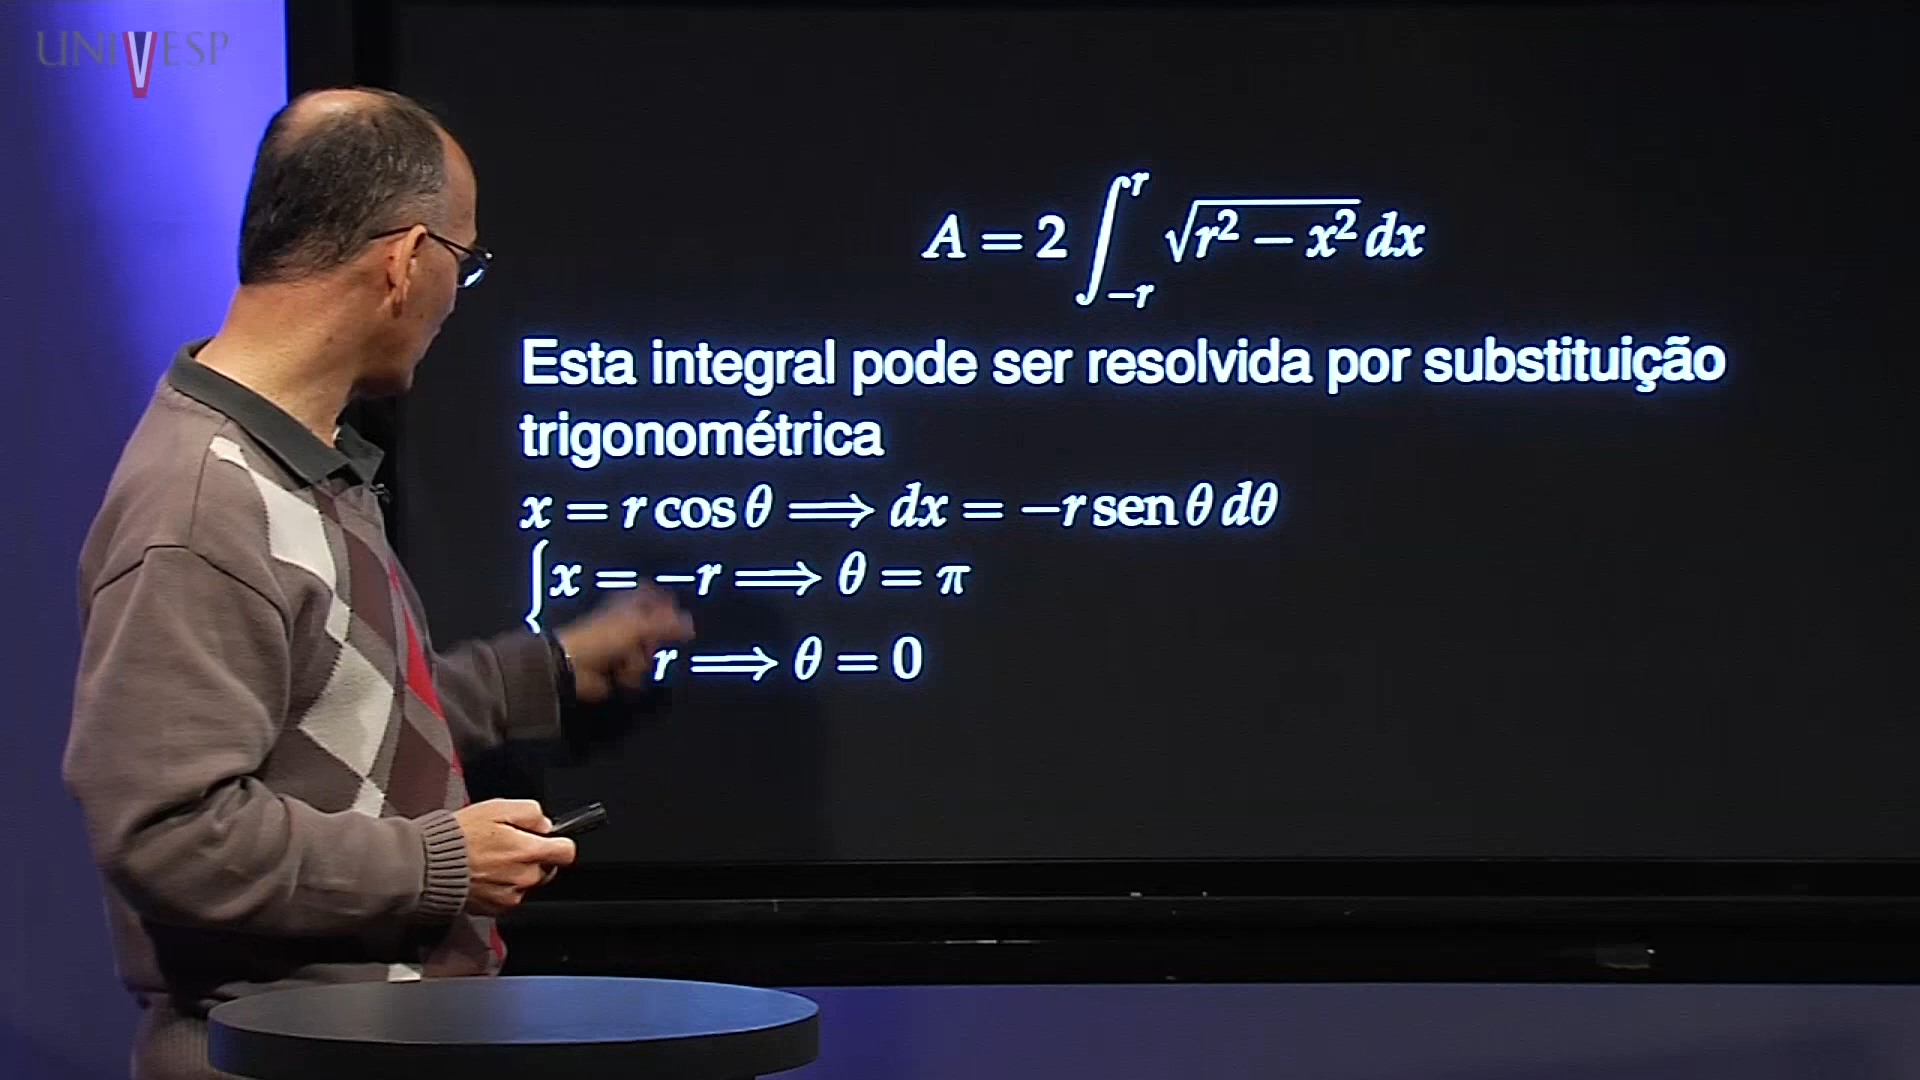 UNIVESP
A = 2 ∫_{-r}^{r} √(r² − x²) dx
Esta integral pode ser resolvida por substituição
trigonométrica
x = r cos θ ⟹ dx = −r sen θ dθ
{x = −r ⟹ θ = π
r ⟹ θ = 0